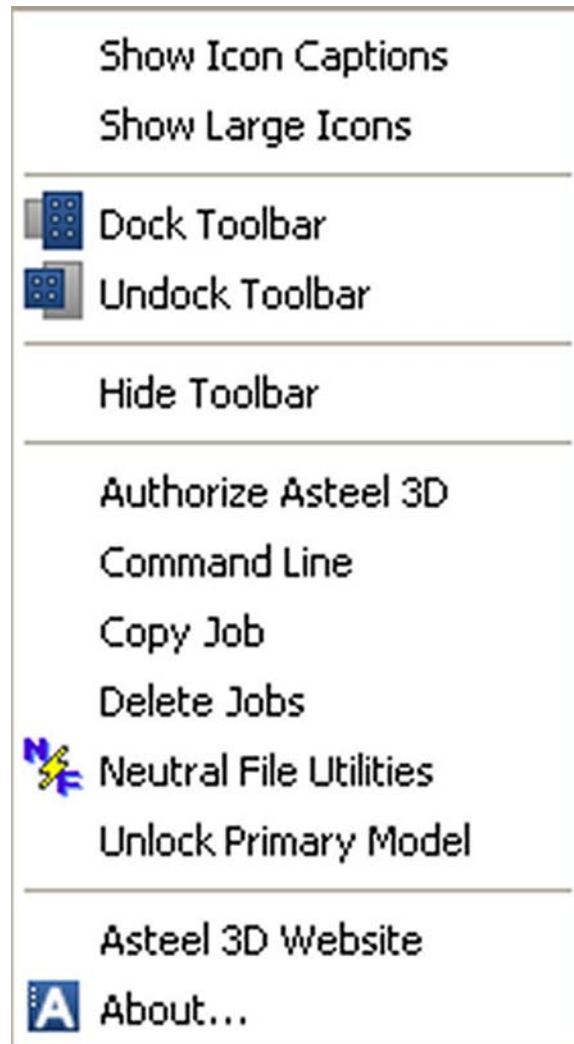 Show Icon Captions
Show Large Icons
Dock Toolbar
Undock Toolbar
Hide Toolbar
Authorize Asteel 3D
Command Line
Copy Job
Delete Jobs
NF Neutral File Utilities
Unlock Primary Model
Asteel 3D Website
A About...